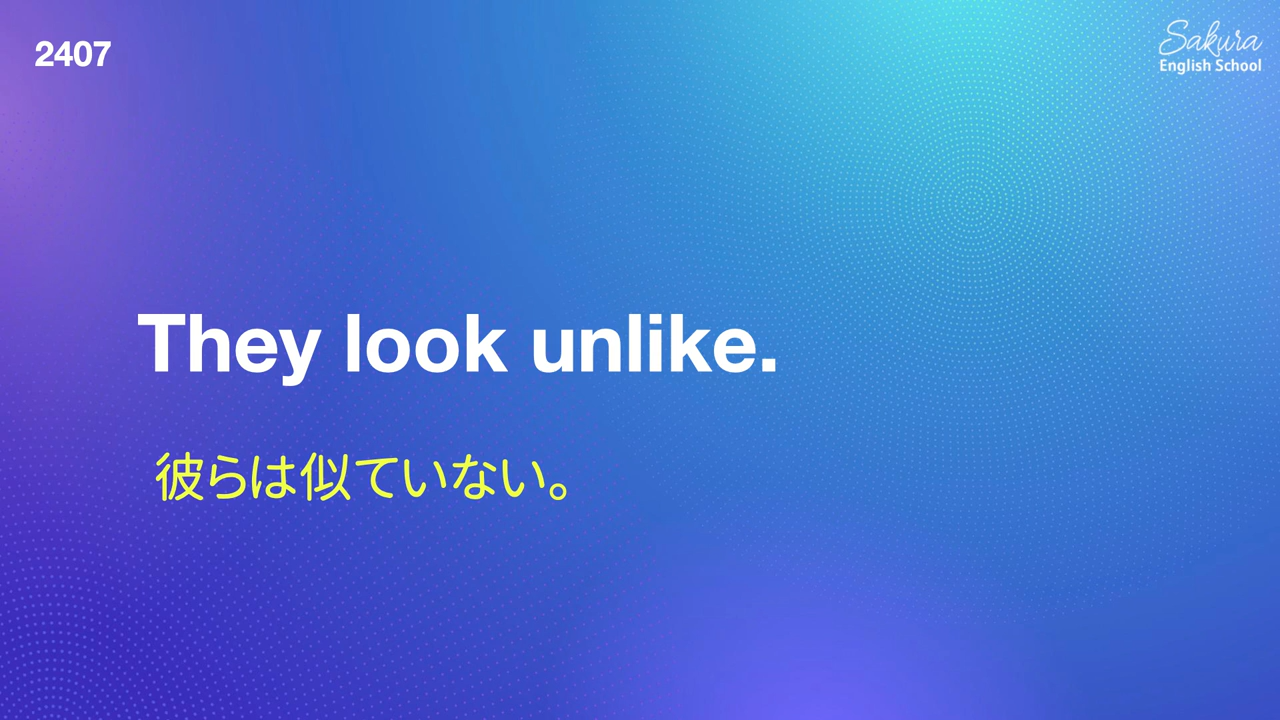 2407
Sakura
English School
They look unlike.
彼らは似ていない。